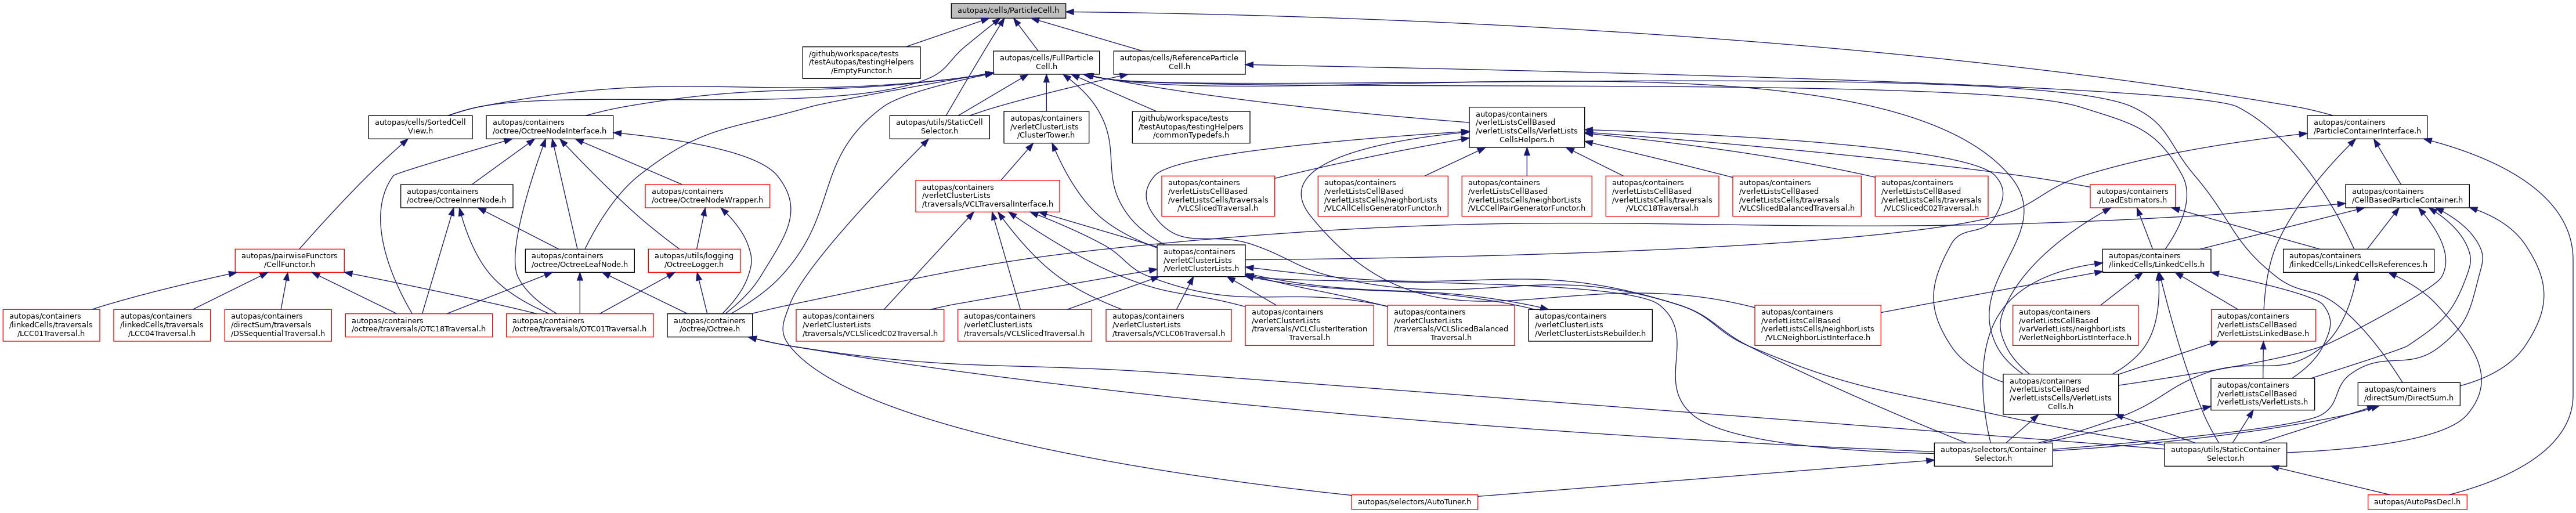 autopas/cells/ParticleCell.h
/github/workspace/tests
/testAutopas/testingHelpers
/EmptyFunctor.h
autopas/cells/FullParticle
Cell.h
autopas/cells/ReferenceParticle
Cell.h
autopas/cells/SortedCell
View.h
autopas/containers
/octree/OctreeNodeInterface.h
autopas/utils/StaticCell
Selector.h
autopas/containers
/verletClusterLists
/ClusterTower.h
/github/workspace/tests
/testAutopas/testingHelpers
/commonTypedefs.h
autopas/containers
/verletListsCellBased
/verletListsCells/VerletLists
CellsHelpers.h
autopas/containers
/ParticleContainerInterface.h
autopas/containers
/octree/OctreeInnerNode.h
autopas/containers
/octree/OctreeNodeWrapper.h
autopas/containers
/verletClusterLists
/traversals/VCLTraversalInterface.h
autopas/containers
/verletListsCellBased
/verletListsCells/traversals
/VLCSlicedTraversal.h
autopas/containers
/verletListsCellBased
/verletListsCells/neighborLists
/VLCAllCellsGeneratorFunctor.h
autopas/containers
/verletListsCellBased
/verletListsCells/neighborLists
/VLCCellPairGeneratorFunctor.h
autopas/containers
/verletListsCellBased
/verletListsCells/traversals
/VLCC18Traversal.h
autopas/containers
/verletListsCellBased
/verletListsCells/traversals
/VLCSlicedBalancedTraversal.h
autopas/containers
/verletListsCellBased
/verletListsCells/traversals
/VLCSlicedC02Traversal.h
autopas/containers
/LoadEstimators.h
autopas/containers
/CellBasedParticleContainer.h
autopas/pairwiseFunctors
/CellFunctor.h
autopas/containers
/octree/OctreeLeafNode.h
autopas/utils/logging
/OctreeLogger.h
autopas/containers
/verletClusterLists
/VerletClusterLists.h
autopas/containers
/linkedCells/LinkedCells.h
autopas/containers
/linkedCells/LinkedCellsReferences.h
autopas/containers
/linkedCells/traversals
/LCC01Traversal.h
autopas/containers
/linkedCells/traversals
/LCC04Traversal.h
autopas/containers
/directSum/traversals
/DSSequentialTraversal.h
autopas/containers
/octree/traversals/OTC18Traversal.h
autopas/containers
/octree/traversals/OTC01Traversal.h
autopas/containers
/octree/Octree.h
autopas/containers
/verletClusterLists
/traversals/VCLSlicedC02Traversal.h
autopas/containers
/verletClusterLists
/traversals/VCLSlicedTraversal.h
autopas/containers
/verletClusterLists
/traversals/VCLC06Traversal.h
autopas/containers
/verletClusterLists
/traversals/VCLClusterIteration
Traversal.h
autopas/containers
/verletClusterLists
/traversals/VCLSlicedBalanced
Traversal.h
autopas/containers
/verletClusterLists
/VerletClusterListsRebuilder.h
autopas/containers
/verletListsCellBased
/verletListsCells/neighborLists
/VLCNeighborListInterface.h
autopas/containers
/verletListsCellBased
/varVerletLists/neighborLists
/VerletNeighborListInterface.h
autopas/containers
/verletListsCellBased
/VerletListsLinkedBase.h
autopas/containers
/verletListsCellBased
/verletListsCells/VerletLists
Cells.h
autopas/containers
/verletListsCellBased
/verletLists/VerletLists.h
autopas/containers
/directSum/DirectSum.h
autopas/selectors/Container
Selector.h
autopas/utils/StaticContainer
Selector.h
autopas/selectors/AutoTuner.h
autopas/AutoPasDecl.h